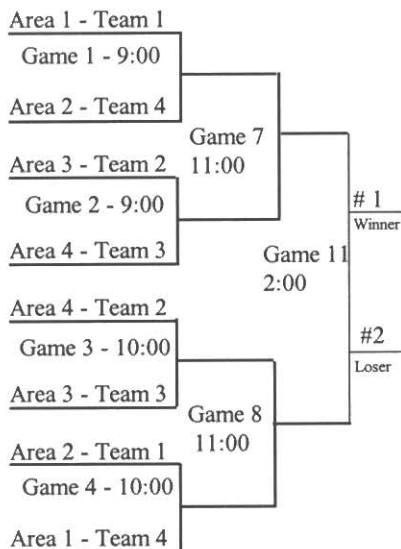 Area 1 - Team 1
Game 1 - 9:00
Area 2 - Team 4
Game 7
11:00
Area 3 - Team 2
Game 2 - 9:00
Area 4 - Team 3
# 1
Winner
Game 11
2:00
Area 4 - Team 2
Game 3 - 10:00
Area 3 - Team 3
#2
Loser
Game 8
11:00
Area 2 - Team 1
Game 4 - 10:00
Area 1 - Team 4